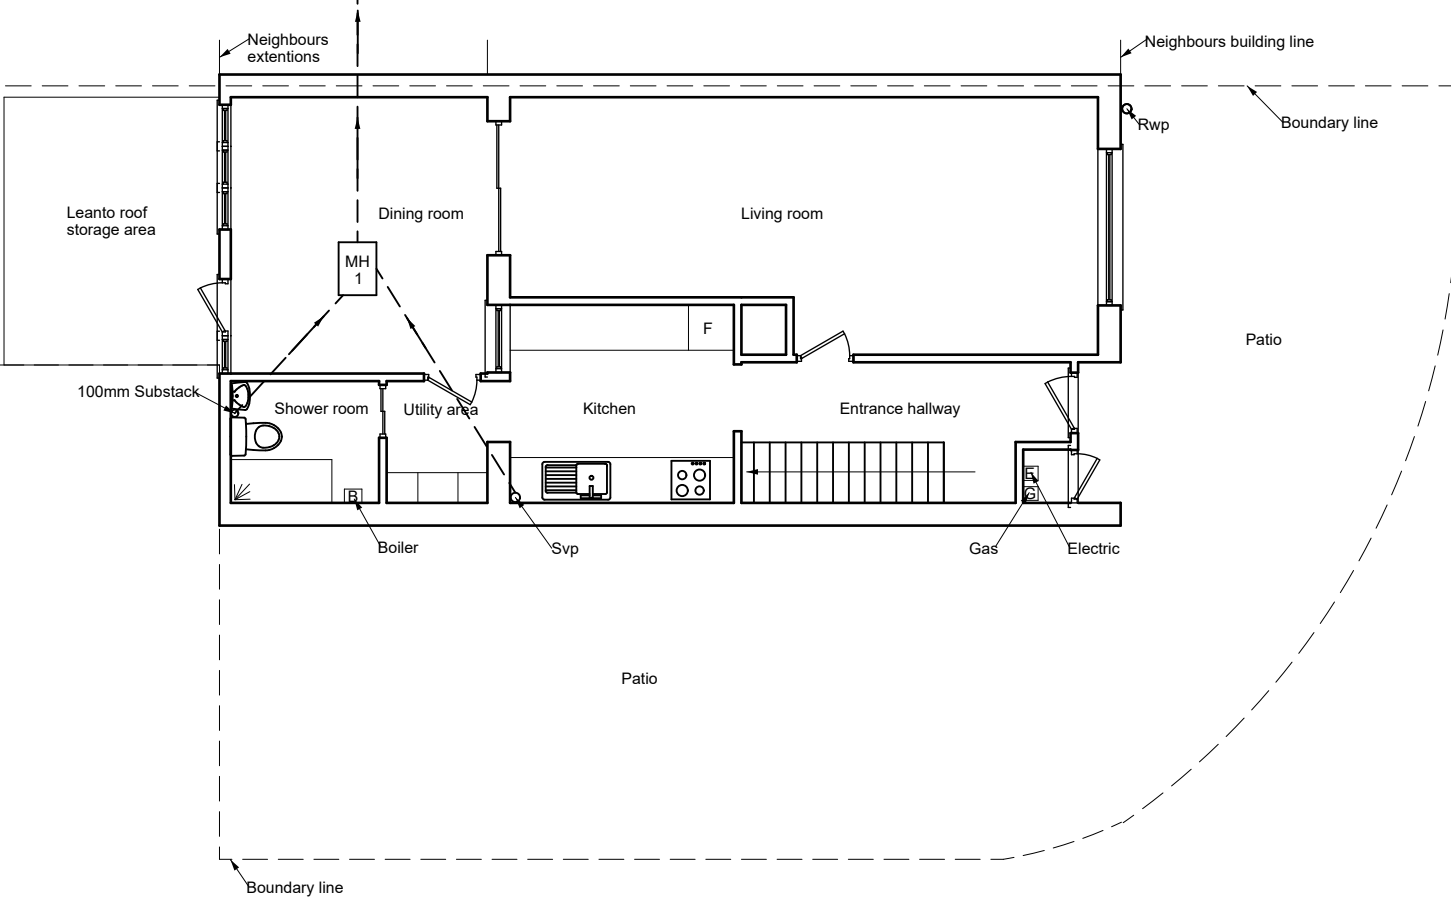 Neighbours
extentions
Neighbours building line
Rwp
Boundary line
Leanto roof
storage area
Dining room
Living room
MH
1
F
Patio
100mm Substack
Shower room
Utility area
Kitchen
Entrance hallway
E
G
B
Boiler
Svp
Gas
Electric
Patio
Boundary line